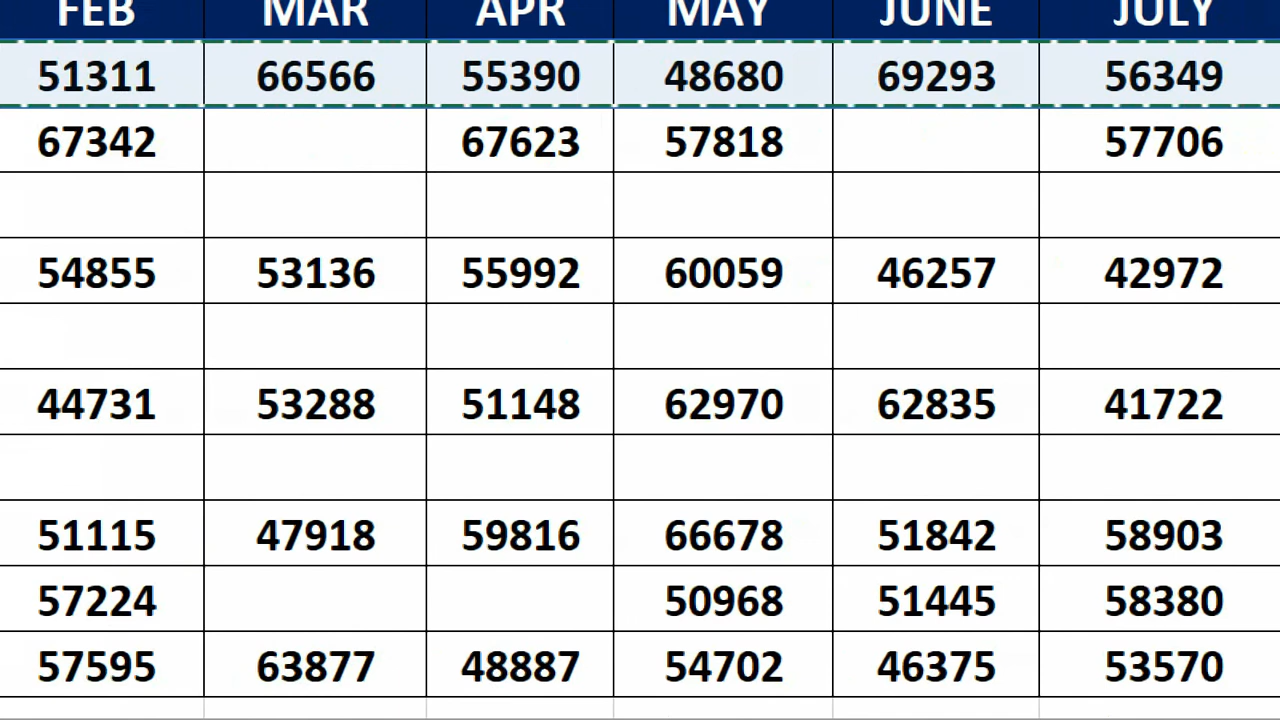 FEB MAR APR MAY JUNE JULY
51311 66566 55390 48680 69293 56349
67342 67623 57818 57706
54855 53136 55992 60059 46257 42972
44731 53288 51148 62970 62835 41722
51115 47918 59816 66678 51842 58903
57224 50968 51445 58380
57595 63877 48887 54702 46375 53570